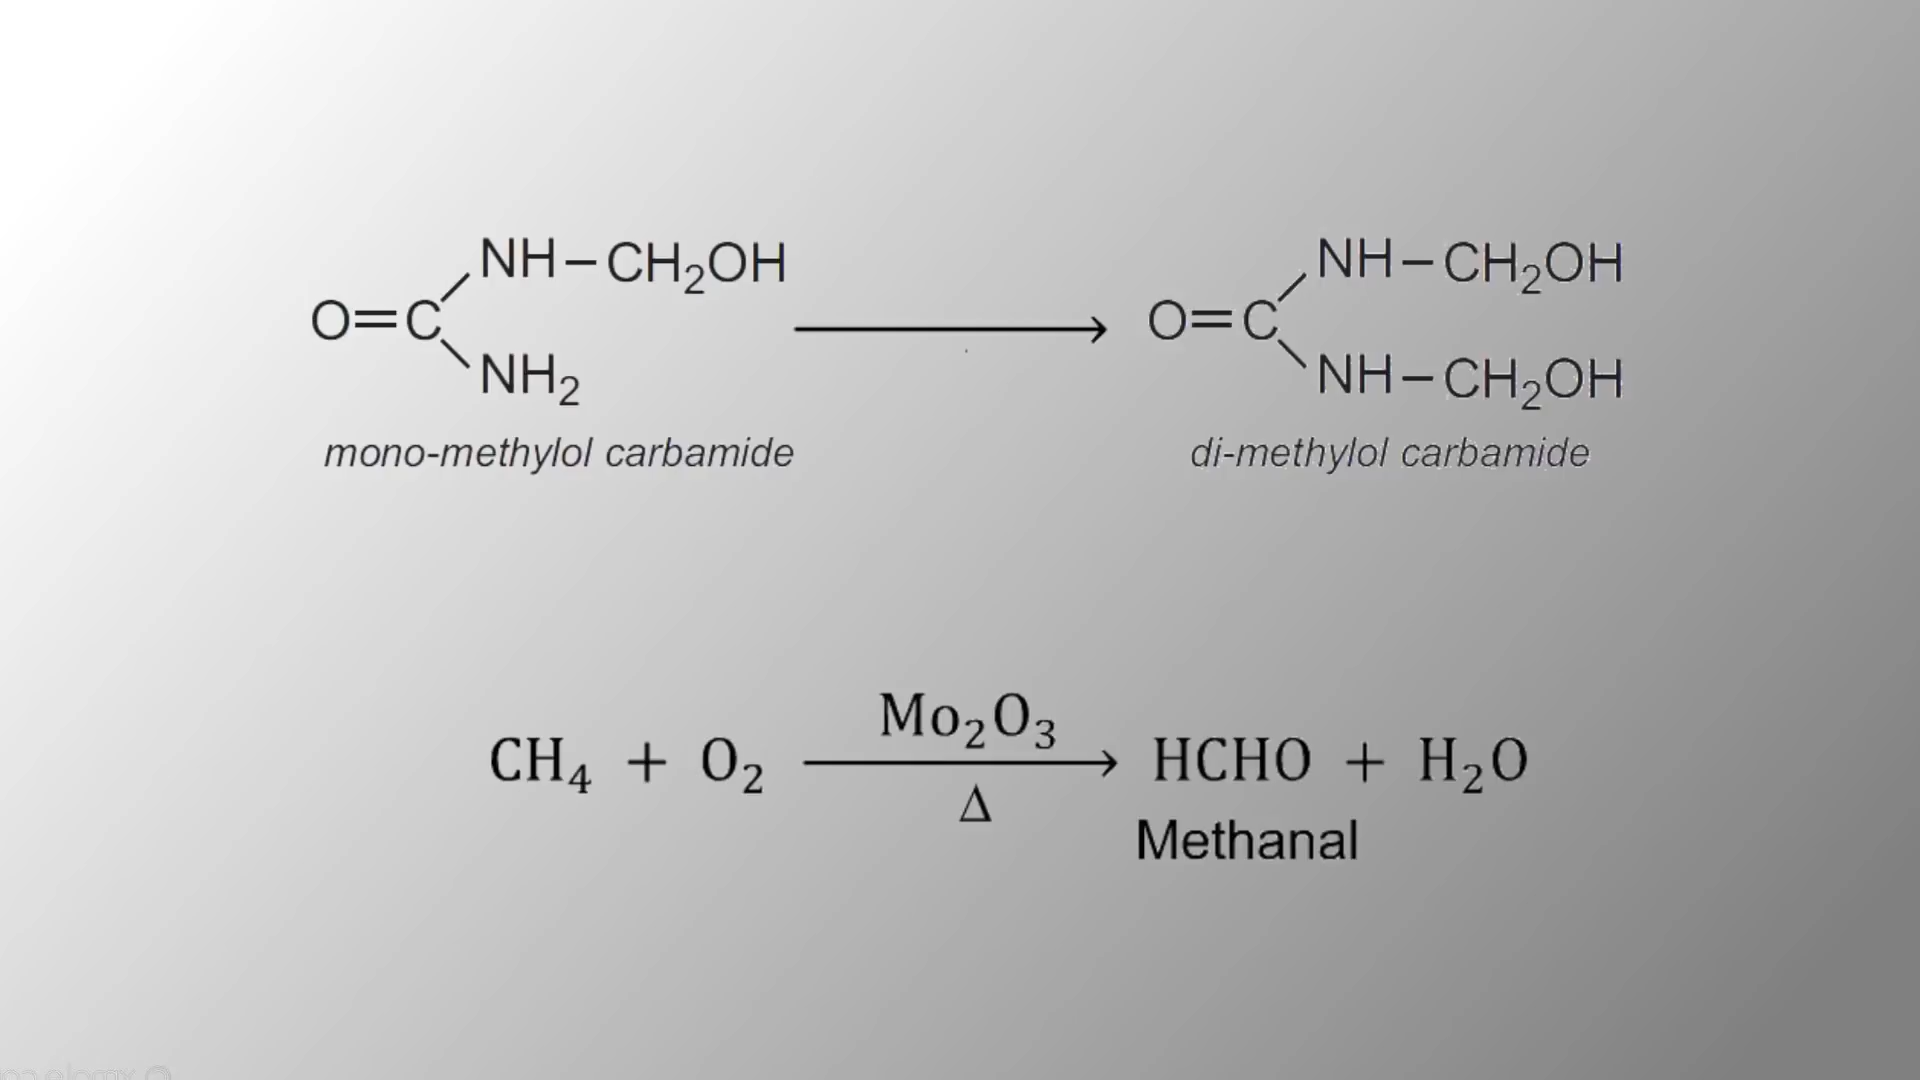 NH–CH₂OH NH–CH₂OH
O=C O=C
NH₂ NH–CH₂OH
mono-methylol carbamide di-methylol carbamide
Mo₂O₃
CH₄ + O₂ → HCHO + H₂O
Δ
Methanal